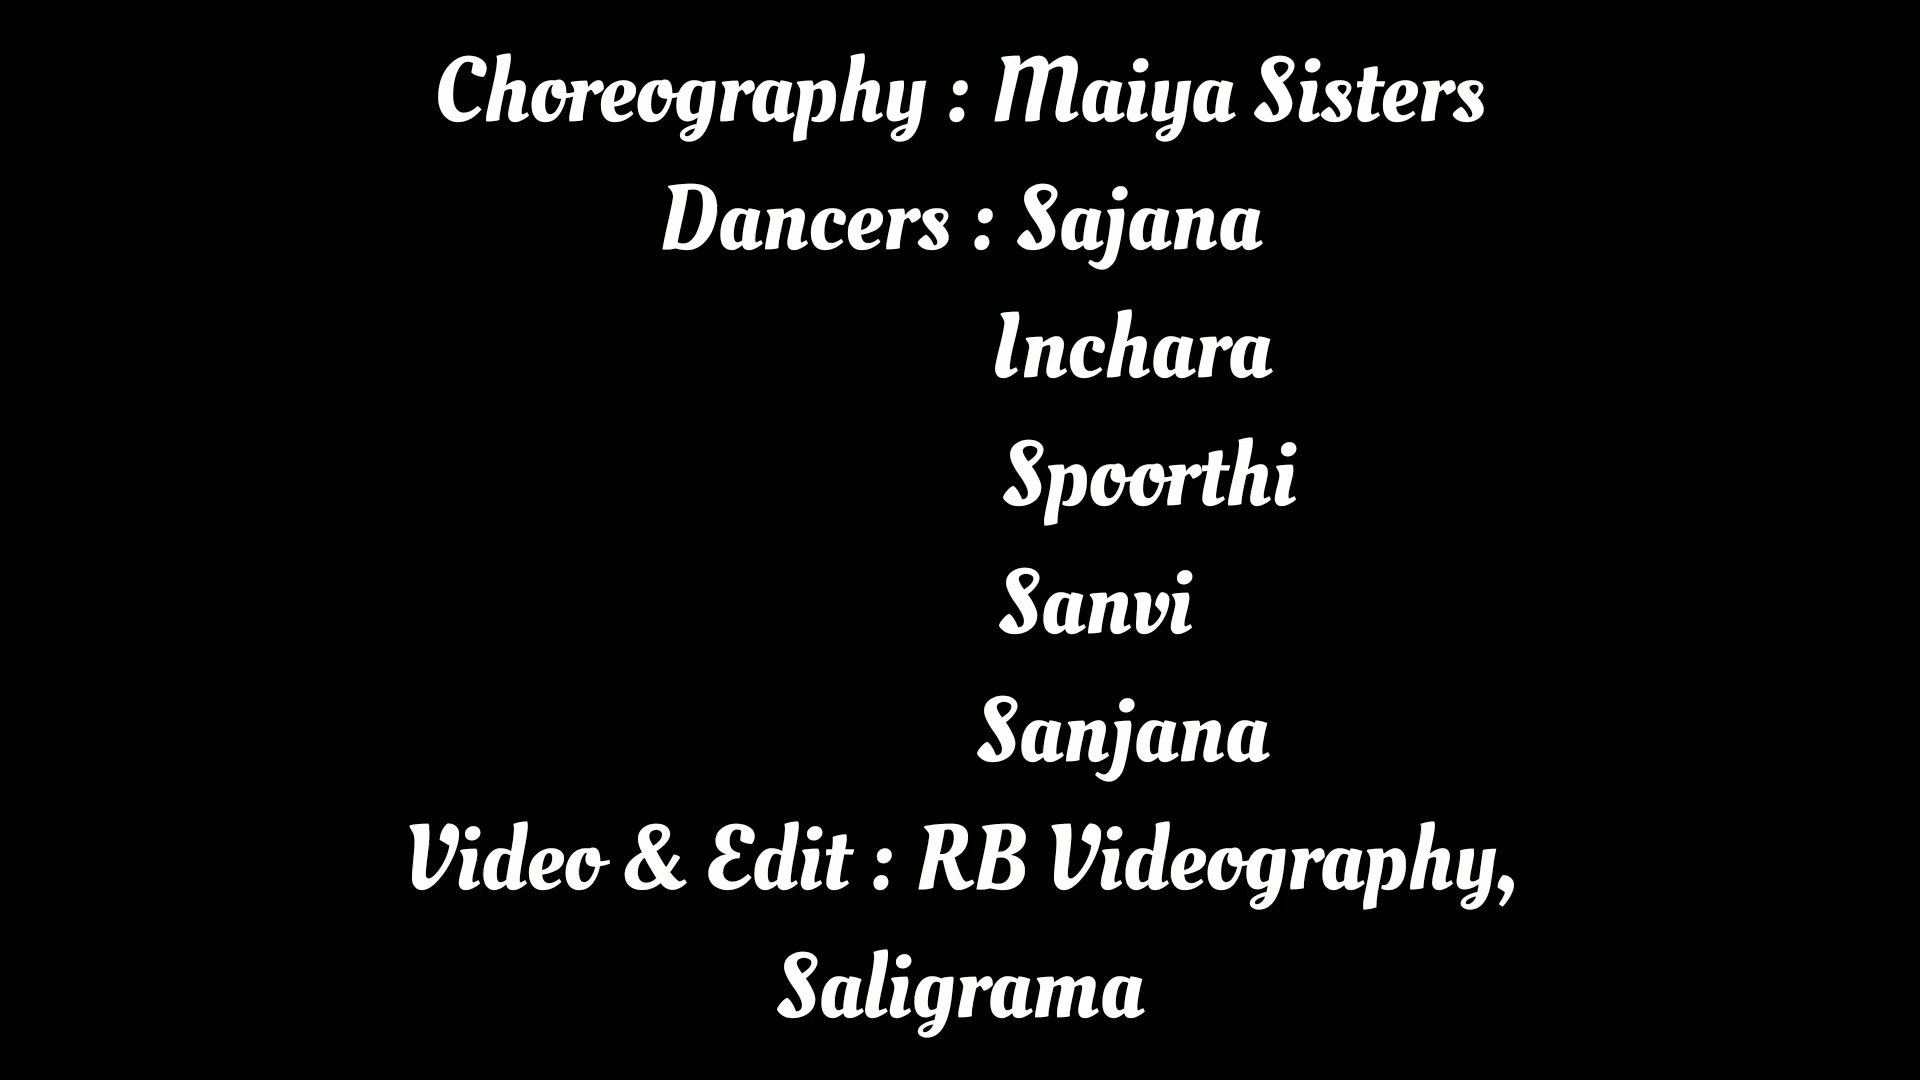 Choreography : Maiya Sisters
Dancers : Sajana
Inchara
Spoorthi
Sanvi
Sanjana
Video & Edit : RB Videography,
Saligrama